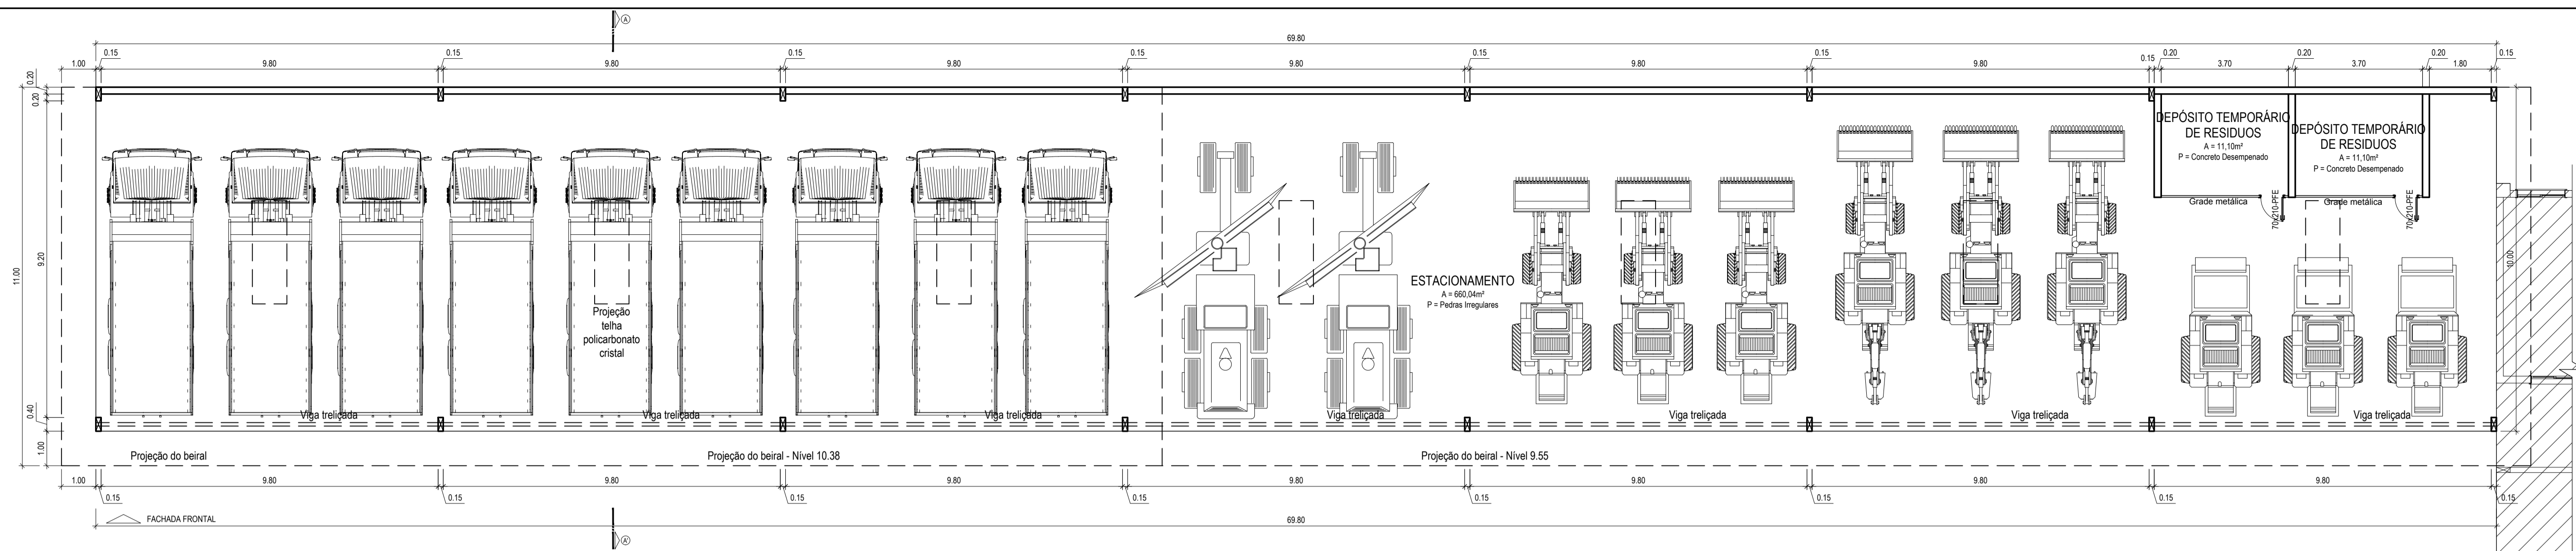 A
69.80
0.15
0.15
0.15
0.15
0.15
0.15
0.20
0.20
0.20
0.15
1.00
9.80
9.80
9.80
9.80
9.80
9.80
0.15
3.70
3.70
1.80
0.20
0.20
9.20
11.00
0.40
1.00
10.00
DEPÓSITO TEMPORÁRIO
DE RESIDUOS
A = 11,10m²
P = Concreto Desempenado
DEPÓSITO TEMPORÁRIO
DE RESIDUOS
A = 11,10m²
P = Concreto Desempenado
Grade metálica
70x210-PFE
Grade metálica
70x210-PFE
ESTACIONAMENTO
A = 660,04m²
P = Pedras Irregulares
Projeção
telha
policarbonato
cristal
Viga treliçada
Viga treliçada
Viga treliçada
Viga treliçada
Viga treliçada
Viga treliçada
Viga treliçada
Projeção do beiral
Projeção do beiral - Nível 10.38
Projeção do beiral - Nível 9.55
1.00
9.80
9.80
9.80
9.80
9.80
9.80
9.80
0.15
0.15
0.15
0.15
0.15
0.15
0.15
0.15
FACHADA FRONTAL
69.80
A'